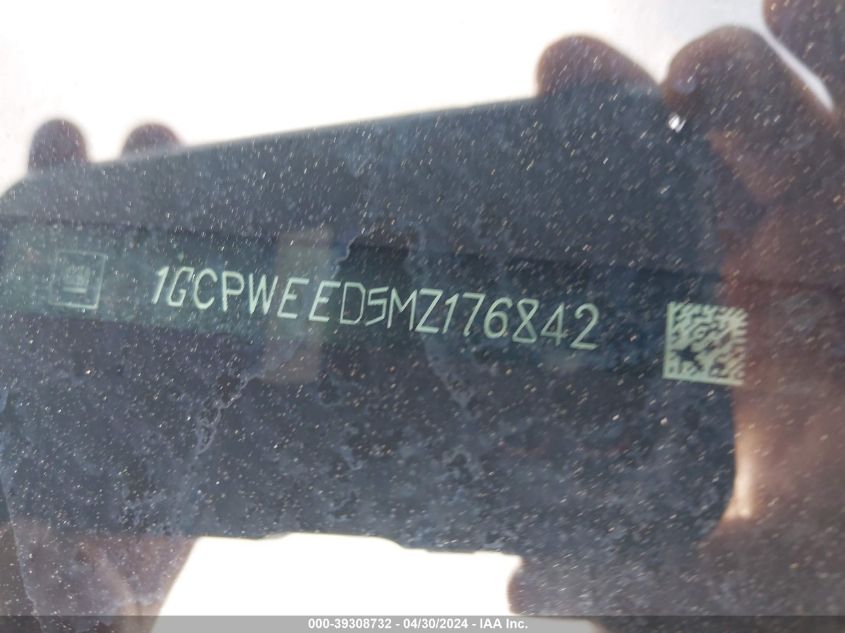 1GCPWEED5MZ176842
000-39308732 - 04/30/2024 - IAA Inc.